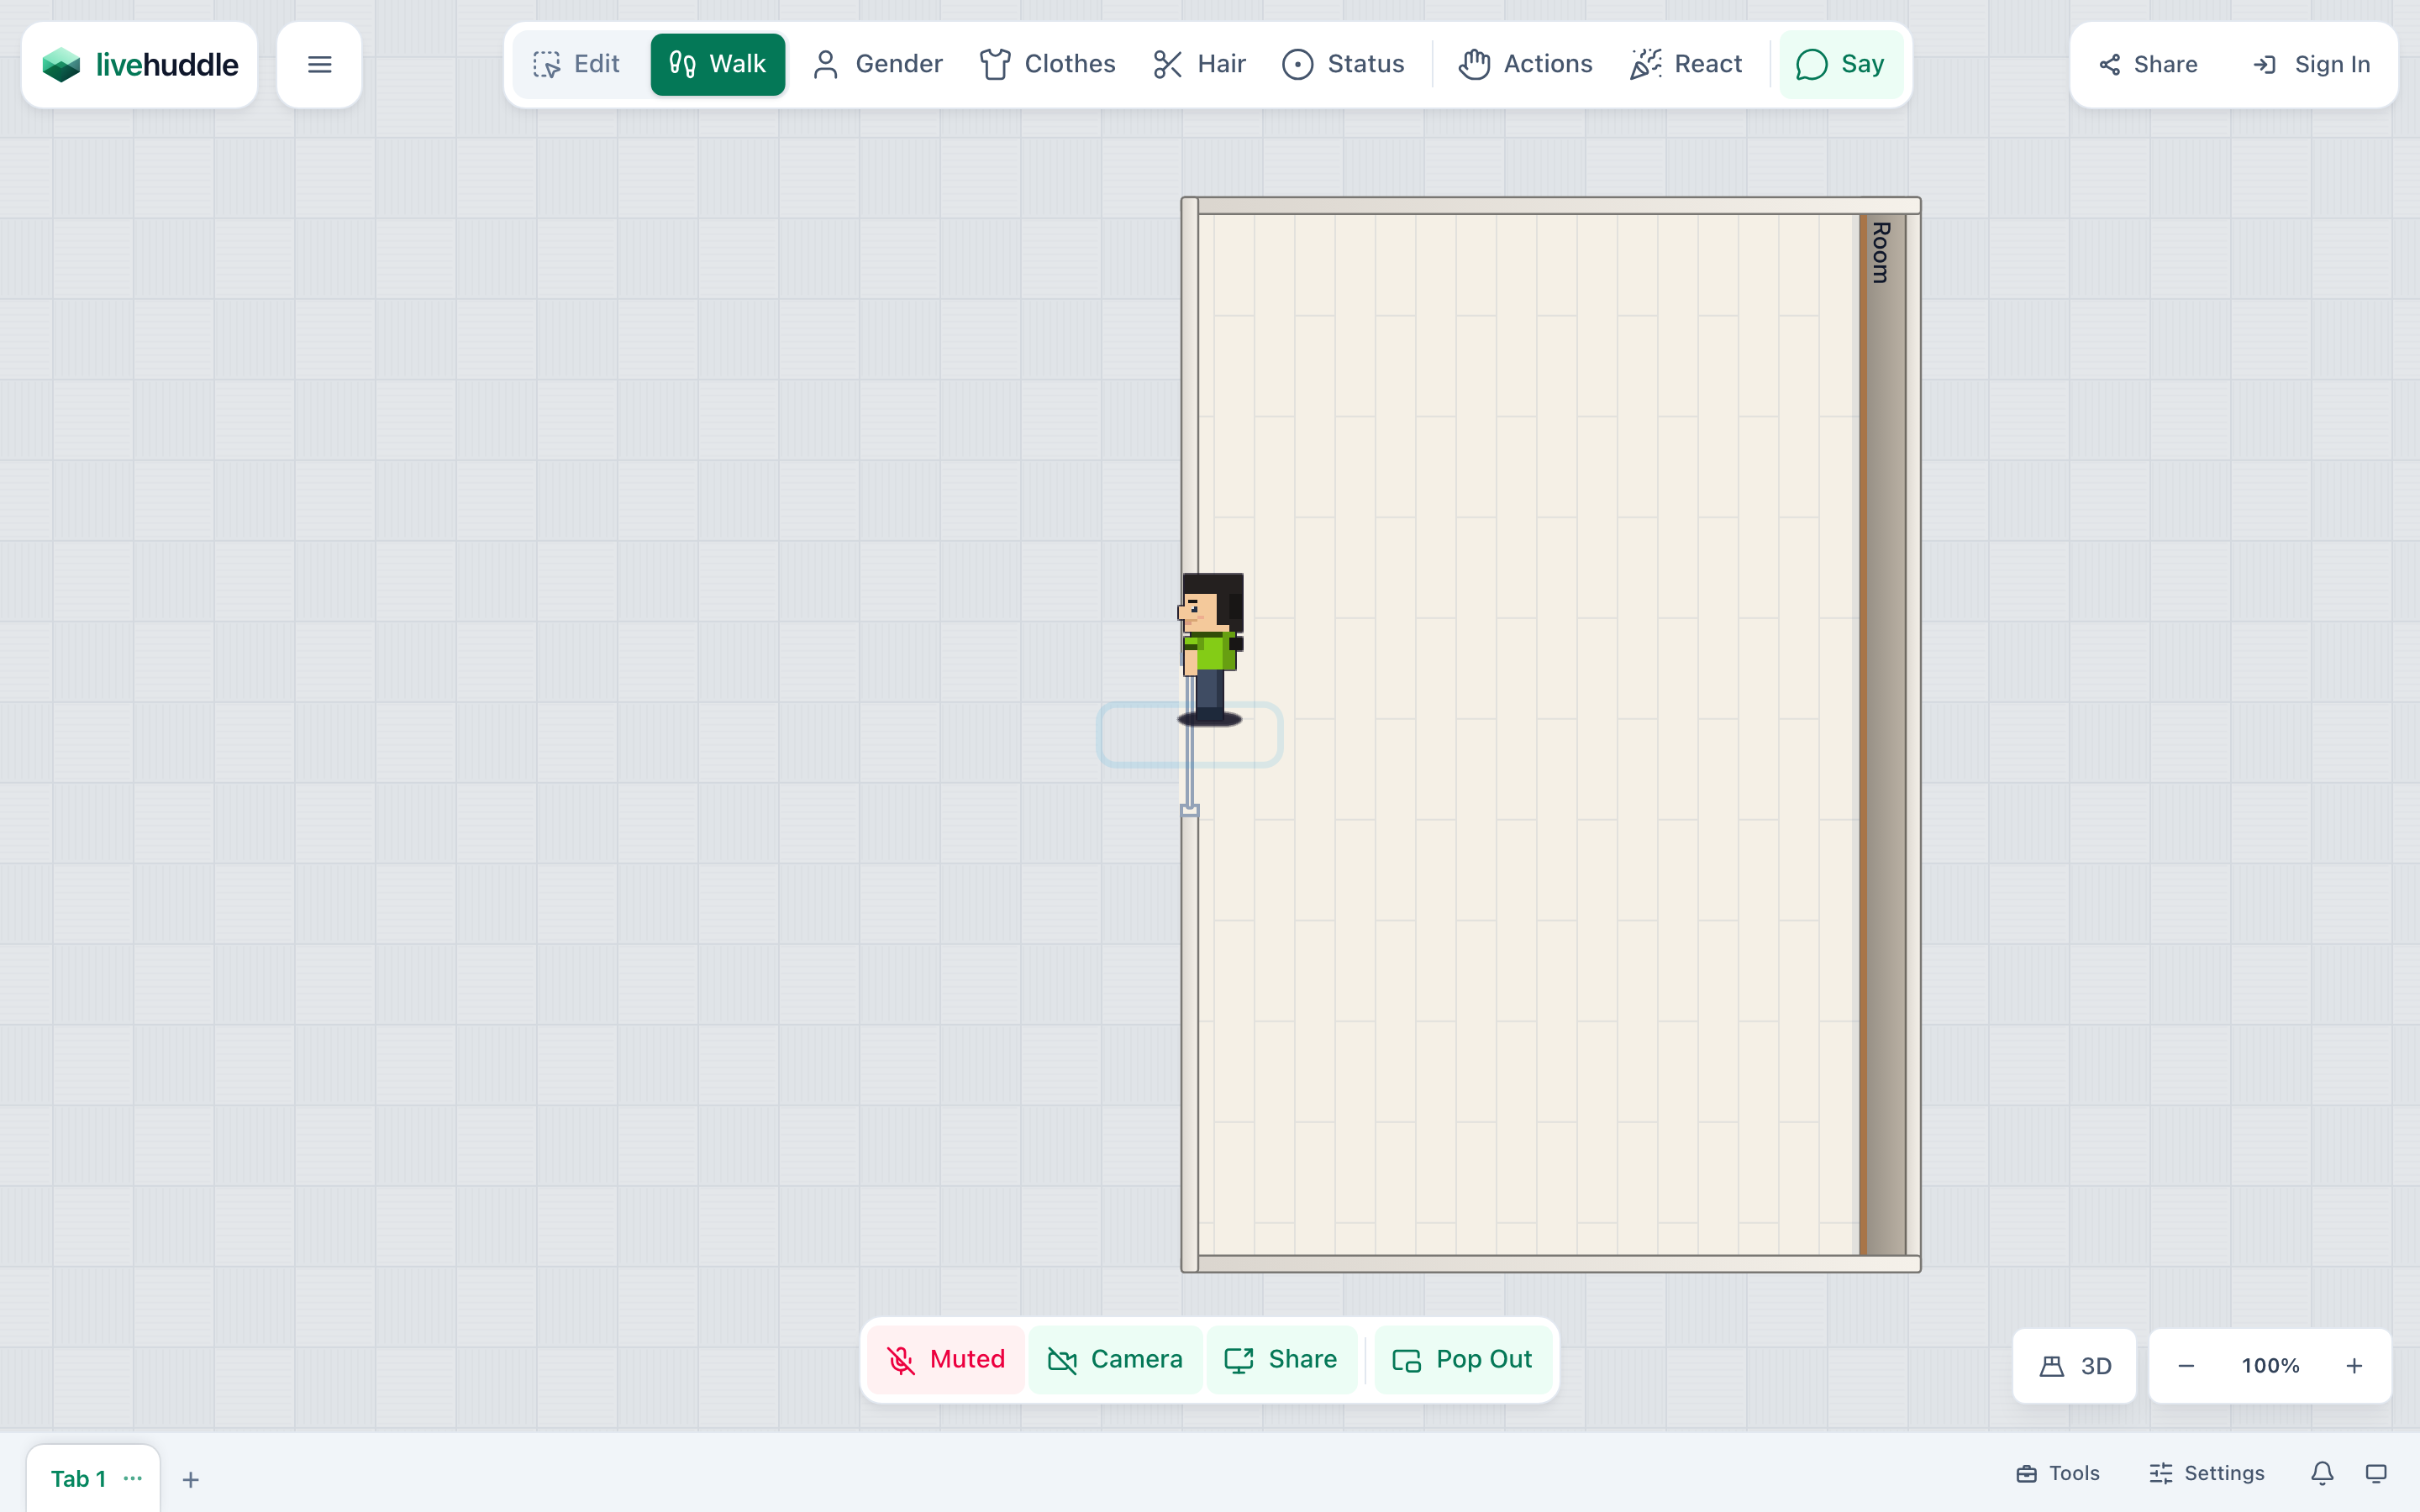 livehuddle
Edit
Walk
Gender
Clothes
Hair
Status
Actions
React
Say
Share
Sign In
Room
Muted
Camera
Share
Pop Out
3D
100%
Tab 1
Tools
Settings